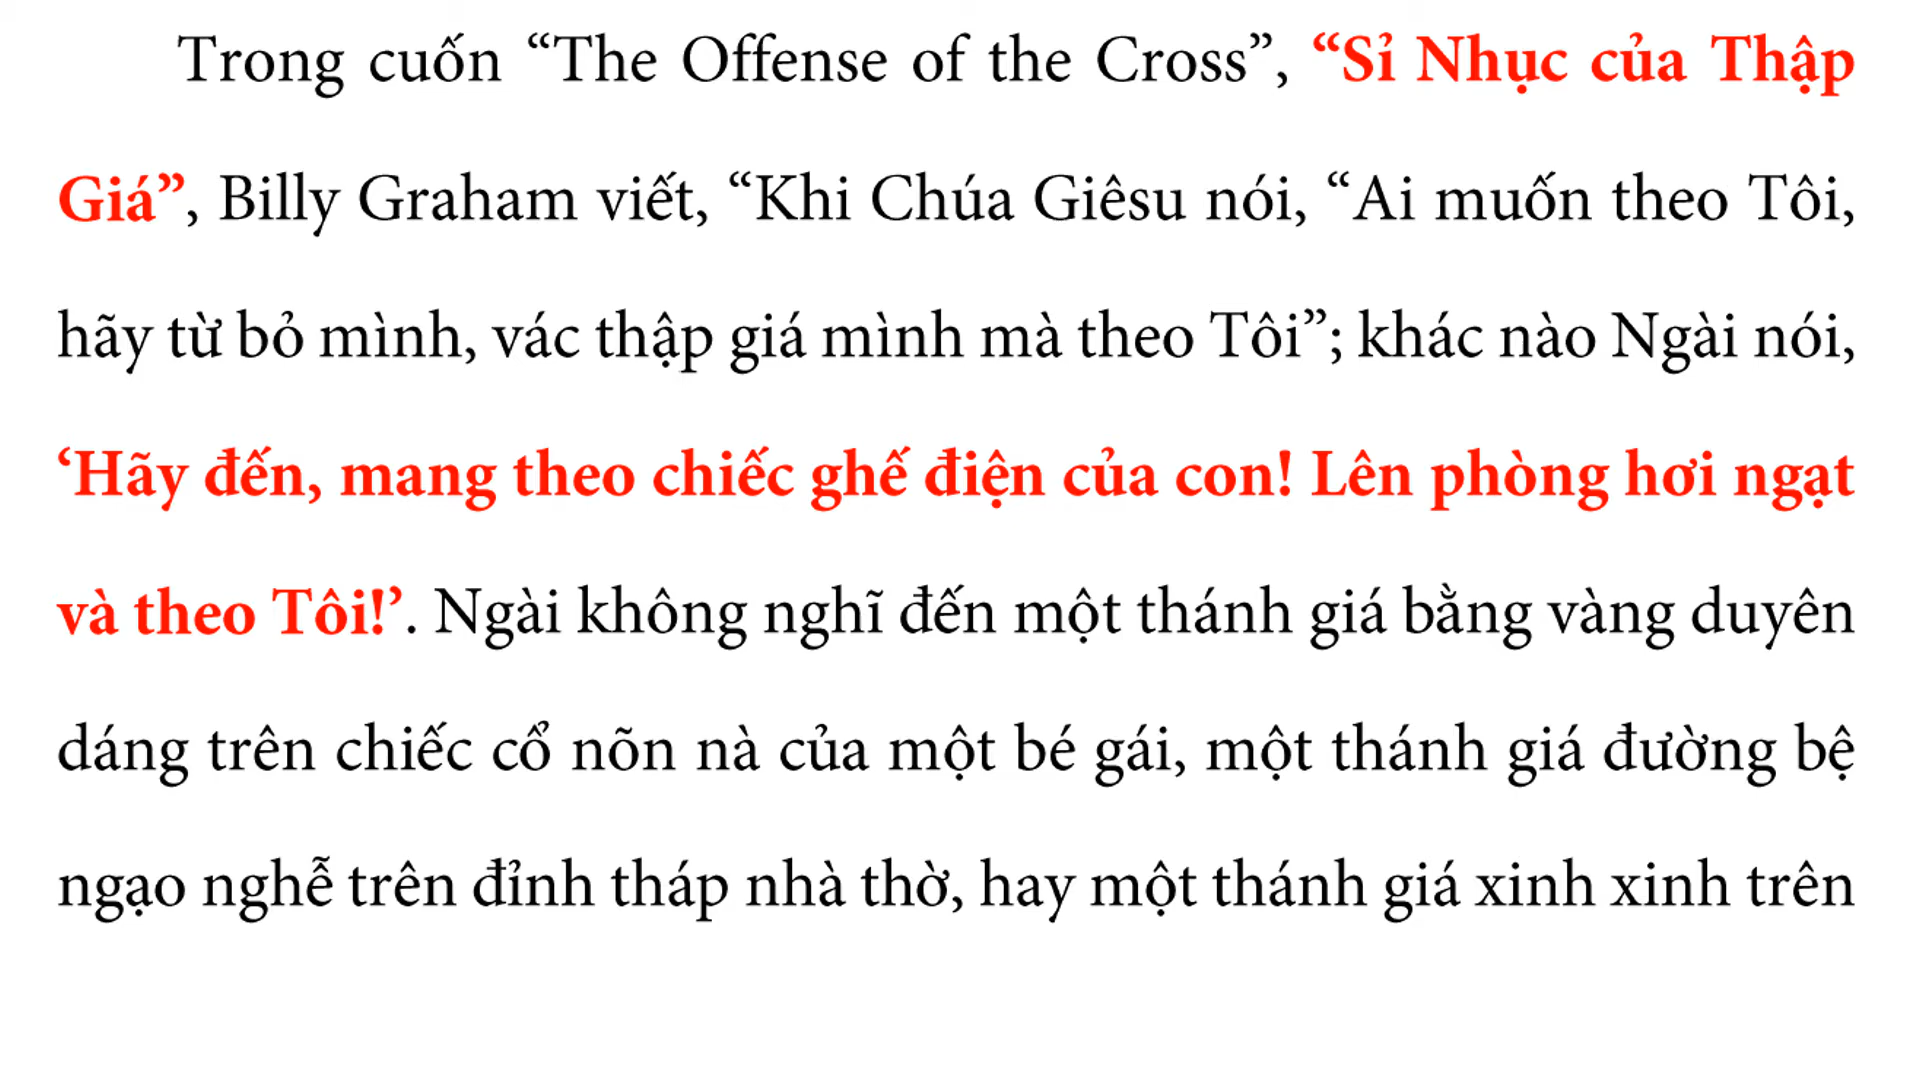 Trong cuốn “The Offense of the Cross”, “Sỉ Nhục của Thập
Giá”, Billy Graham viết, “Khi Chúa Giêsu nói, “Ai muốn theo Tôi,
hãy từ bỏ mình, vác thập giá mình mà theo Tôi”; khác nào Ngài nói,
‘Hãy đến, mang theo chiếc ghế điện của con! Lên phòng hơi ngạt
và theo Tôi!’. Ngài không nghĩ đến một thánh giá bằng vàng duyên
dáng trên chiếc cổ nõn nà của một bé gái, một thánh giá đường bệ
ngạo nghễ trên đỉnh tháp nhà thờ, hay một thánh giá xinh xinh trên